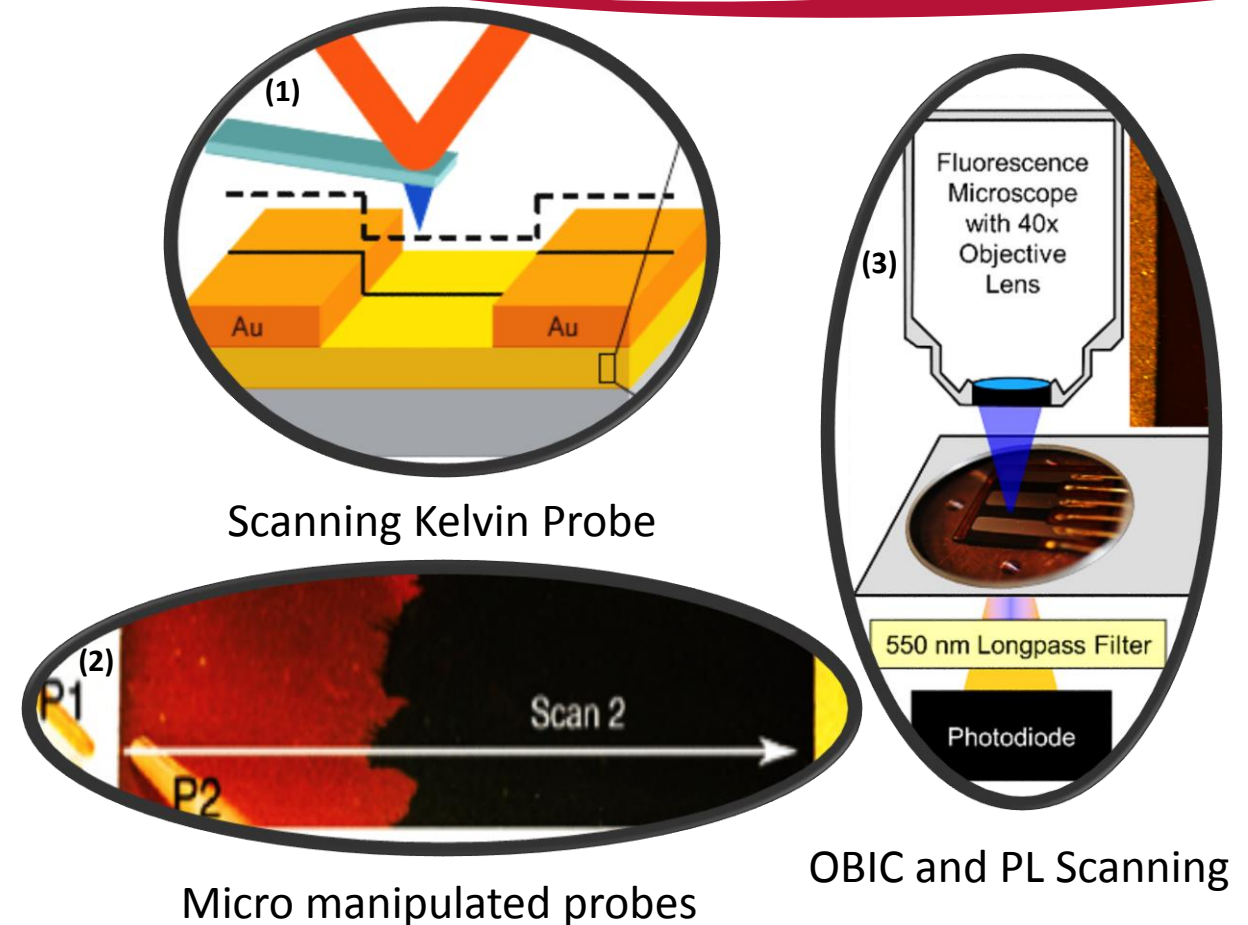 (1)
Au
Au
Scanning Kelvin Probe
(2)
P1
Scan 2
P2
Micro manipulated probes
(3)
Fluorescence
Microscope
with 40x
Objective
Lens
550 nm Longpass Filter
Photodiode
OBIC and PL Scanning